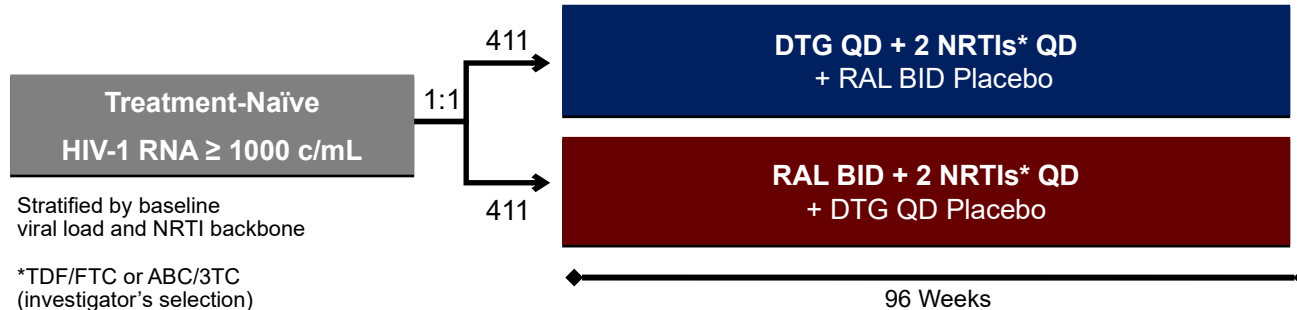 Treatment-Naïve
HIV-1 RNA ≥ 1000 c/mL
Stratified by baseline
viral load and NRTI backbone
*TDF/FTC or ABC/3TC
(investigator's selection)
1:1
411
411
DTG QD + 2 NRTIs* QD
+ RAL BID Placebo
RAL BID + 2 NRTIs* QD
+ DTG QD Placebo
96 Weeks